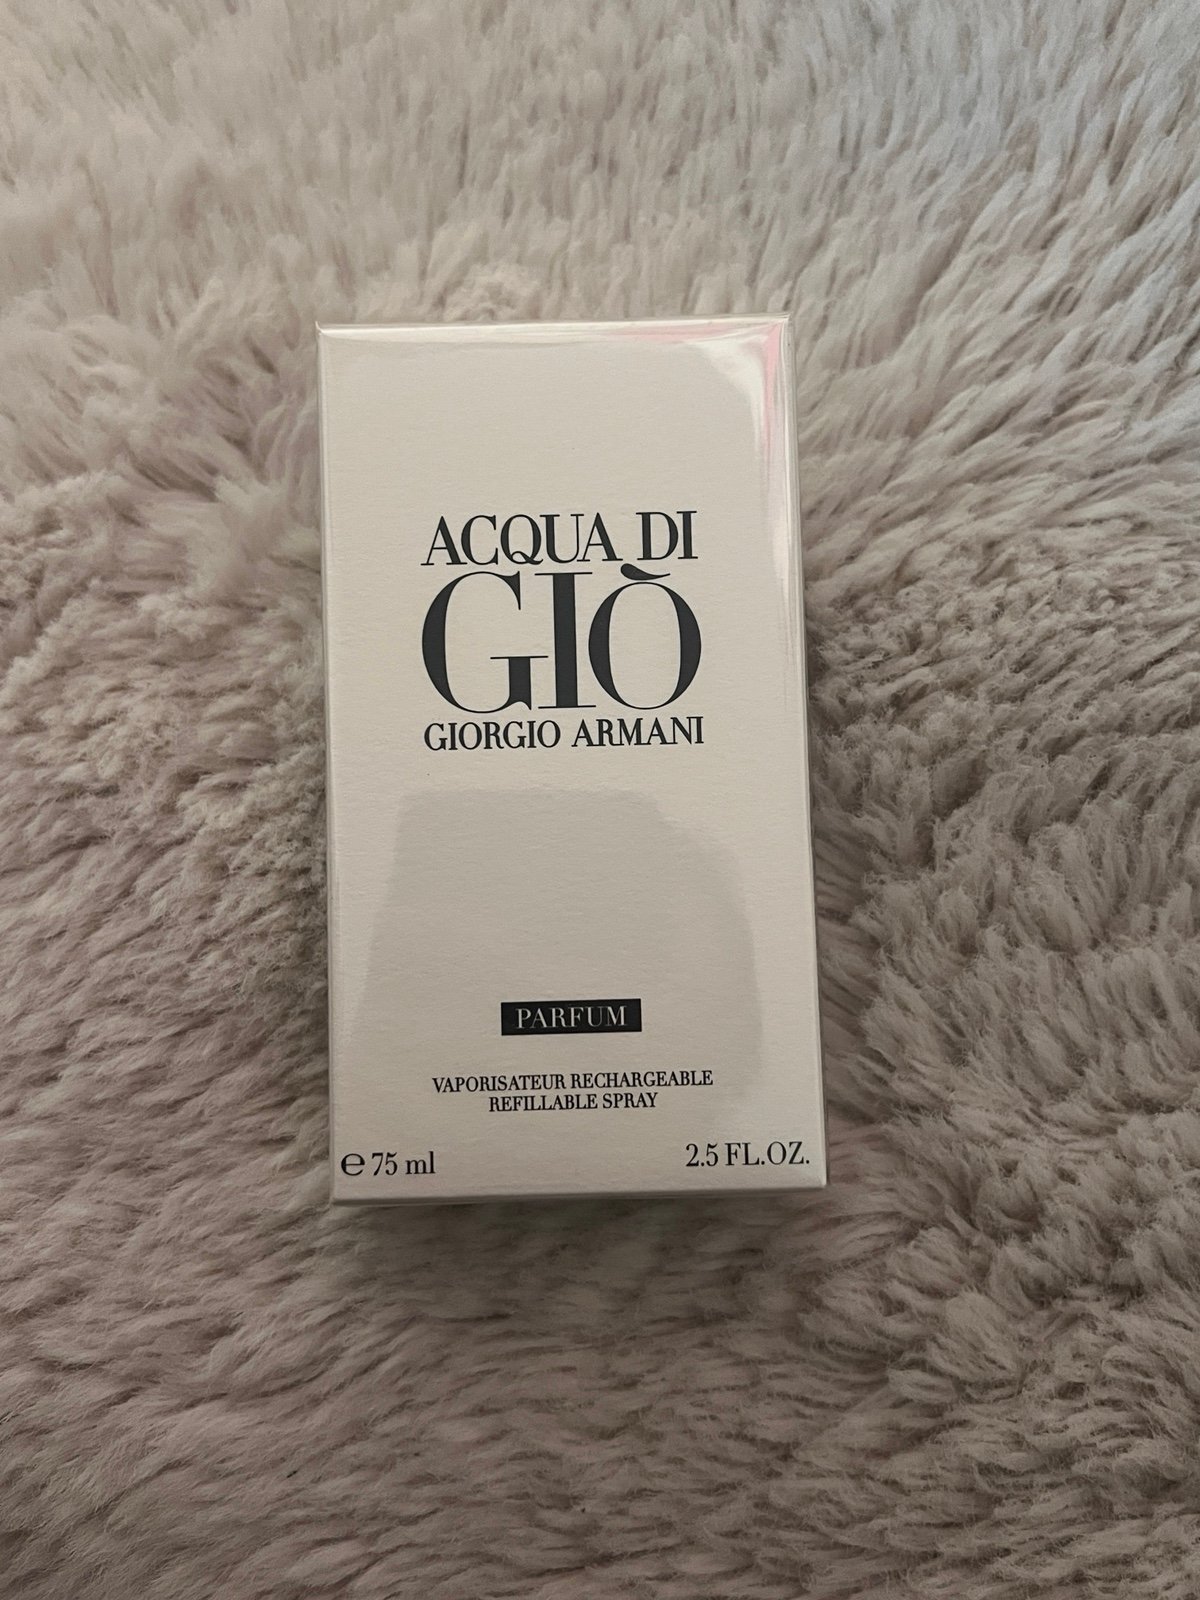 ACQUA DI
GIÒ
GIORGIO ARMANI
PARFUM
VAPORISATEUR RECHARGEABLE
REFILLABLE SPRAY
℮ 75 ml 2.5 FL.OZ.